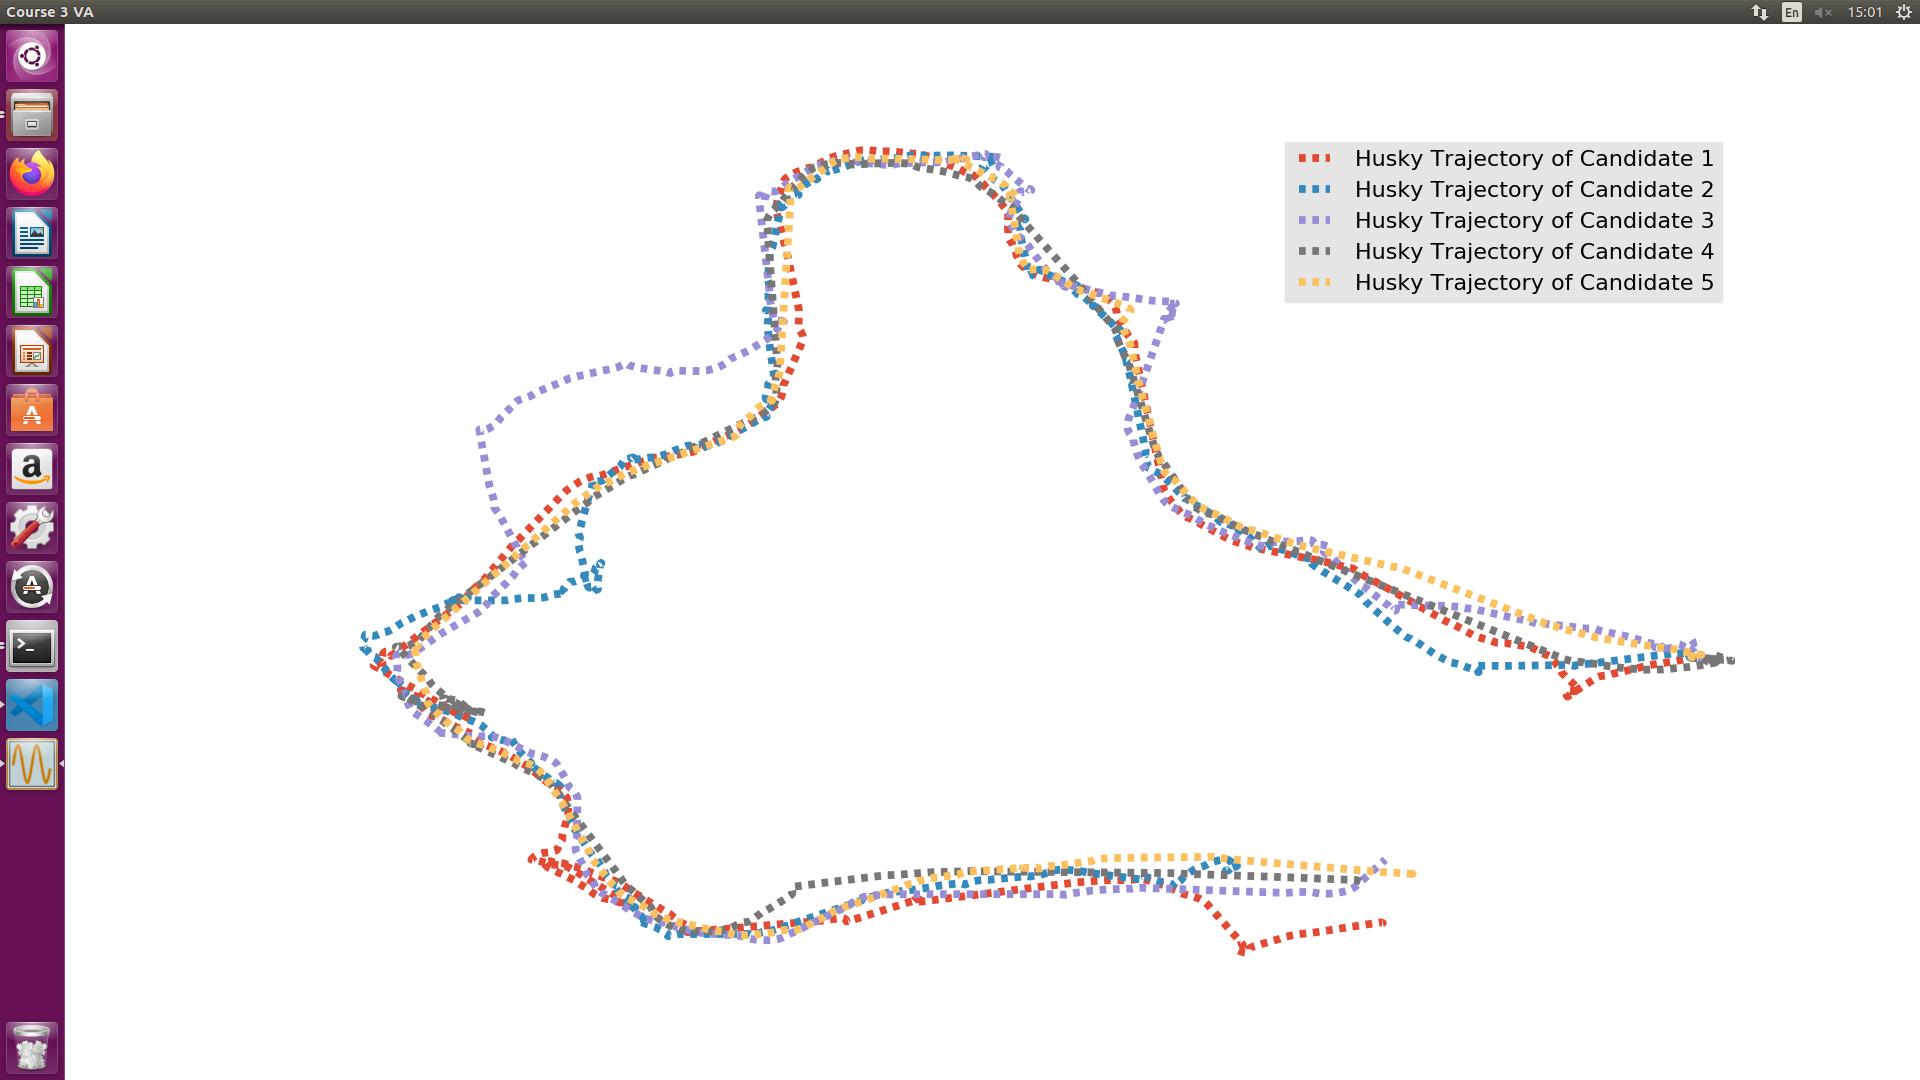 Course 3 VA
En
15:01
Husky Trajectory of Candidate 1
Husky Trajectory of Candidate 2
Husky Trajectory of Candidate 3
Husky Trajectory of Candidate 4
Husky Trajectory of Candidate 5